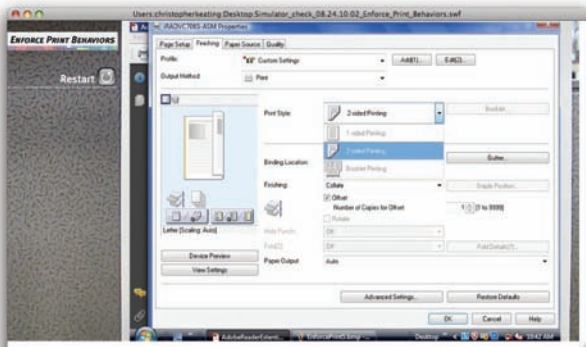 Users:christopherkeating:Desktop:Simulator_check_08.24.10:02_Enforce_Print_Behaviors.swf
ENFORCE PRINT BEHAVIORS
Restart
Properties
Page Setup Finishing Paper Source Quality
Profile: Custom Settings Add(1)... Edit(2)...
Output Method: Print
Print Style: 2-sided Printing Booklet...
1-sided Printing
2-sided Printing
Booklet Printing
Binding Location: Gutter...
Finishing: Collate Staple Position...
Offset
Number of Copies for Offset 1 [1 to 9999]
Rotate
Hole Punch: Off
Off
Letter [Scaling: Auto]
Paper Output: Auto
Device Preview
View Settings
Advanced Settings... Restore Defaults
OK Cancel Help
Desktop